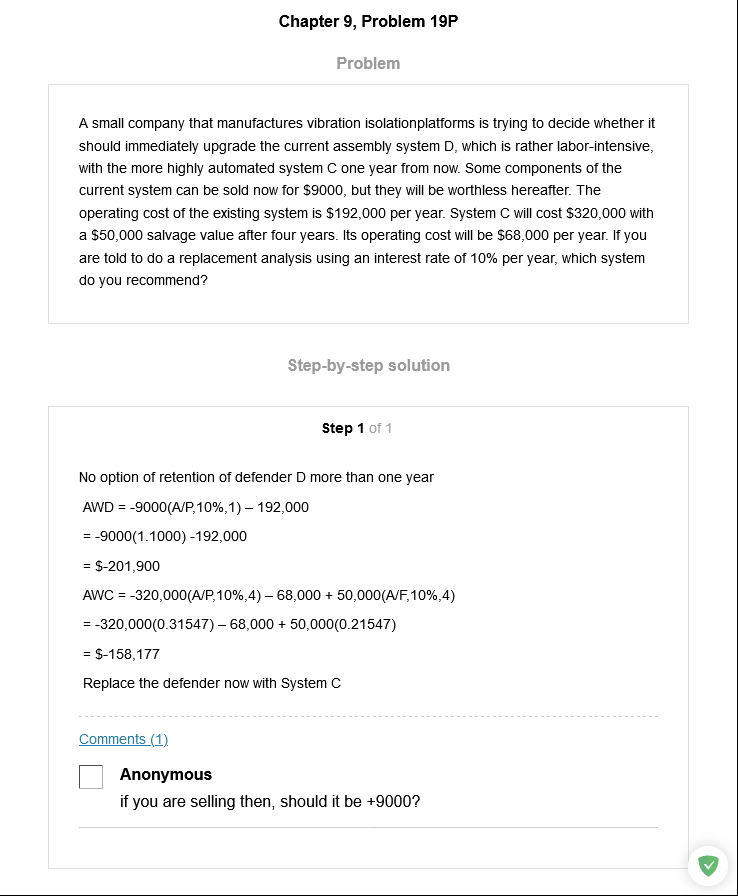 Chapter 9, Problem 19P
Problem
A small company that manufactures vibration isolationplatforms is trying to decide whether it
should immediately upgrade the current assembly system D, which is rather labor-intensive,
with the more highly automated system C one year from now. Some components of the
current system can be sold now for $9000, but they will be worthless hereafter. The
operating cost of the existing system is $192,000 per year. System C will cost $320,000 with
a $50,000 salvage value after four years. Its operating cost will be $68,000 per year. If you
are told to do a replacement analysis using an interest rate of 10% per year, which system
do you recommend?
Step-by-step solution
Step 1 of 1
No option of retention of defender D more than one year
AWD = -9000(A/P,10%,1) – 192,000
= -9000(1.1000) -192,000
= $-201,900
AWC = -320,000(A/P,10%,4) – 68,000 + 50,000(A/F,10%,4)
= -320,000(0.31547) – 68,000 + 50,000(0.21547)
= $-158,177
Replace the defender now with System C
Comments (1)
Anonymous
if you are selling then, should it be +9000?